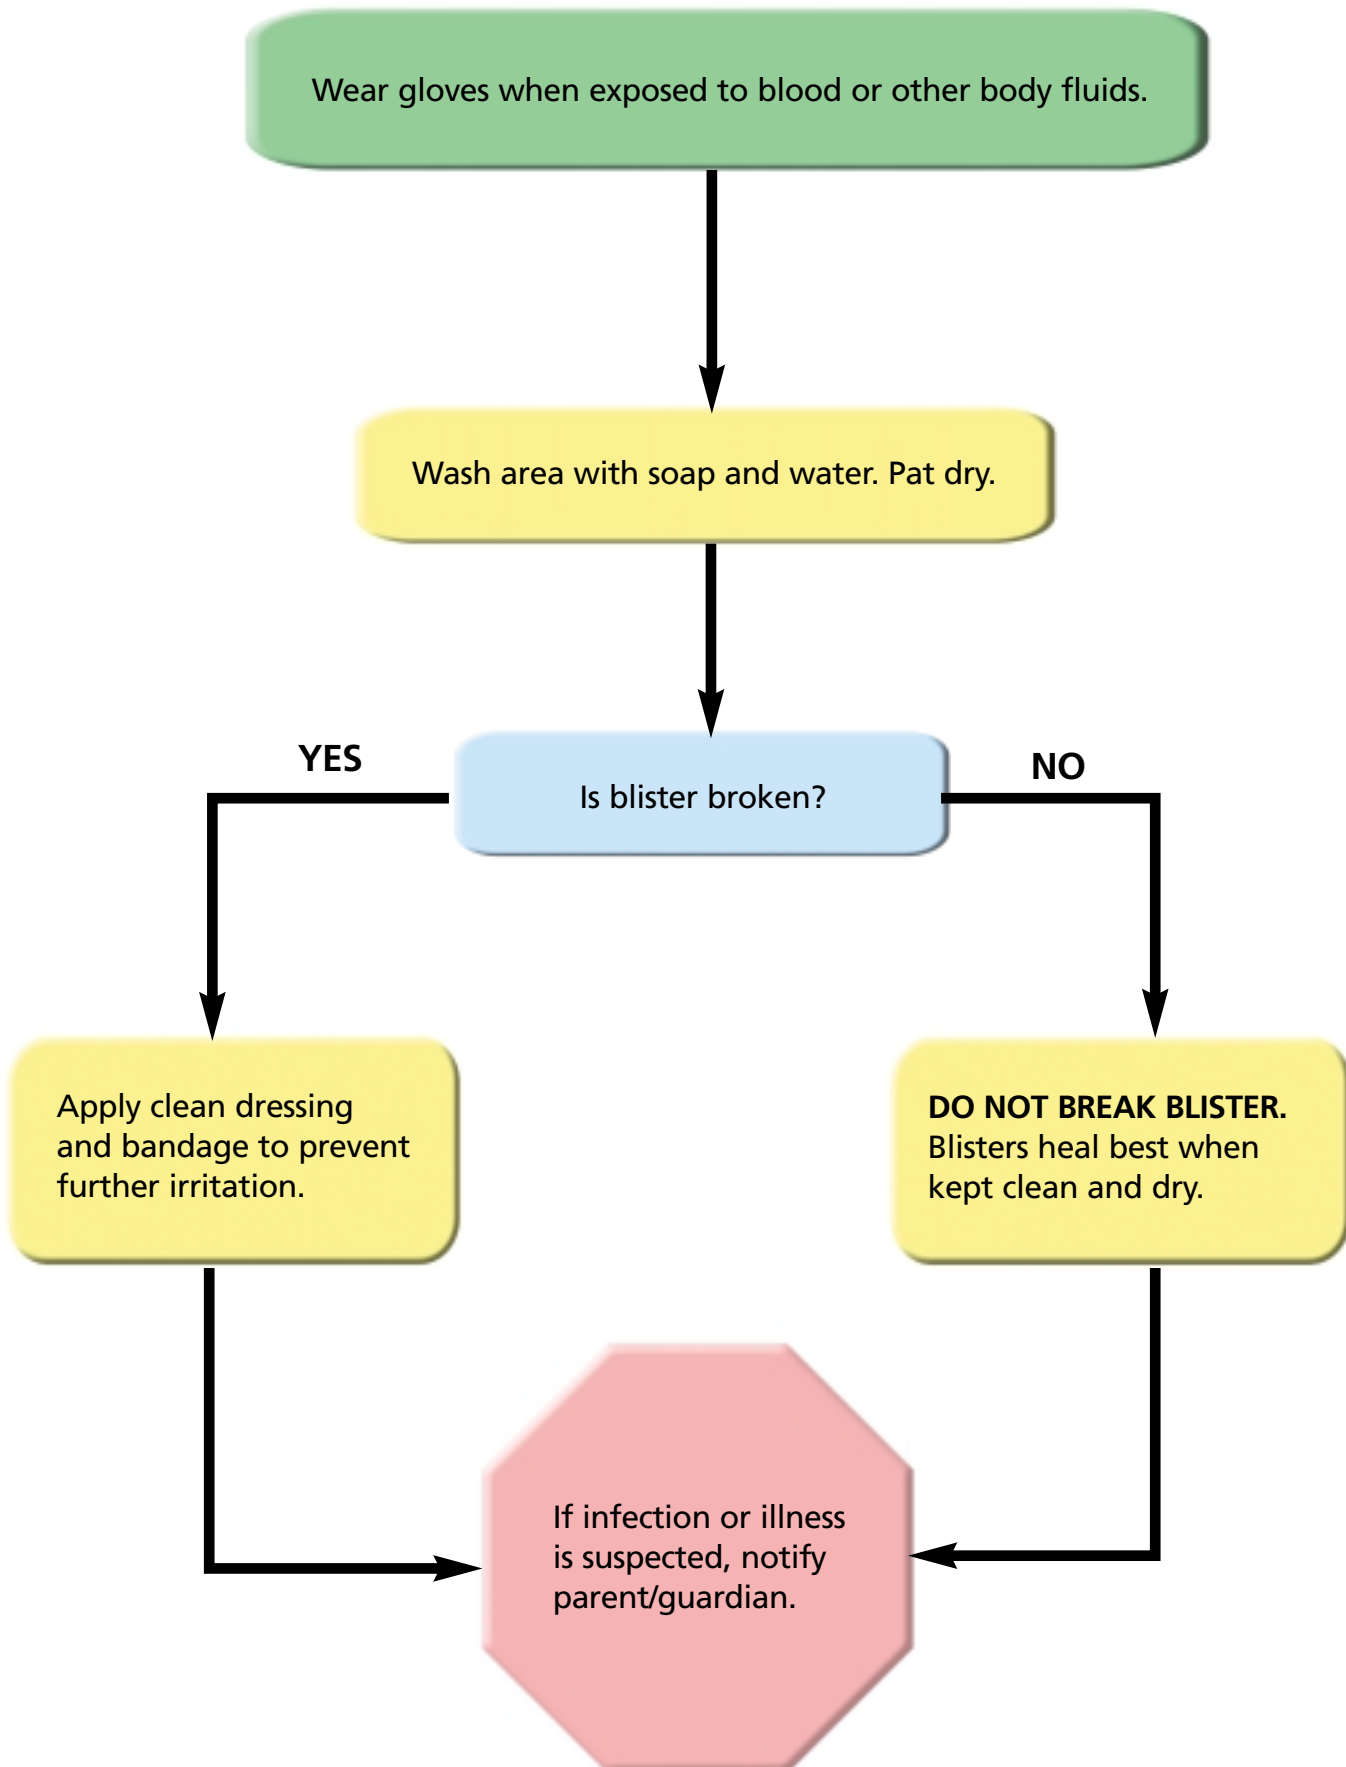 Wear gloves when exposed to blood or other body fluids.
Wash area with soap and water. Pat dry.
YES
Is blister broken?
NO
Apply clean dressing
and bandage to prevent
further irritation.
DO NOT BREAK BLISTER.
Blisters heal best when
kept clean and dry.
If infection or illness
is suspected, notify
parent/guardian.